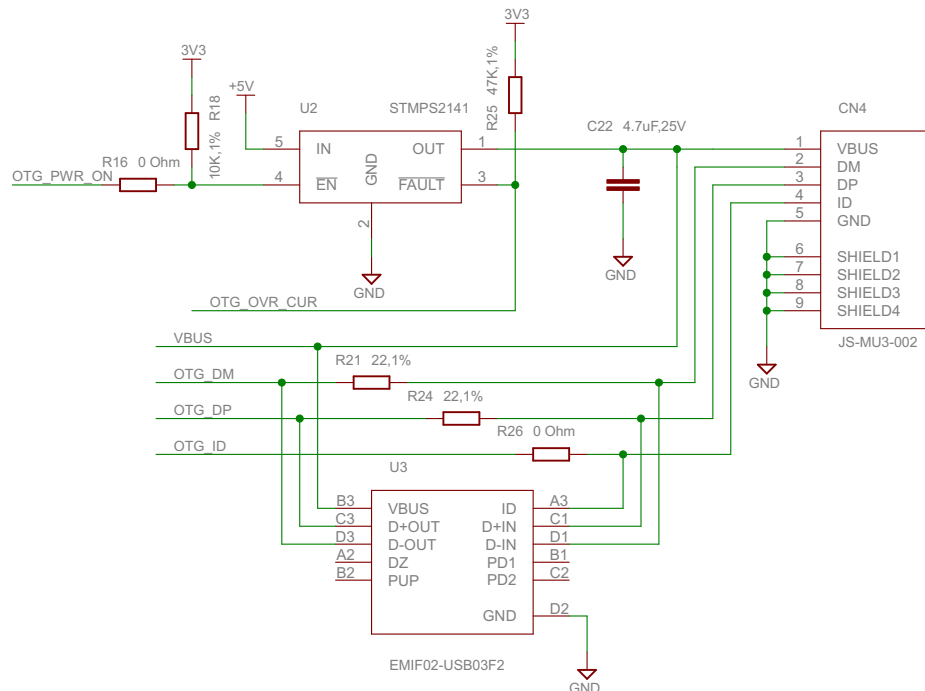 3V3
3V3
+5V
R18
10K,1%
R25 47K,1%
U2 STMPS2141
CN4
C22 4.7uF,25V
R16 0 Ohm
OTG_PWR_ON
5 IN OUT 1
4 EN FAULT 3
GND
2
GND
GND
1 VBUS
2 DM
3 DP
4 ID
5 GND
6 SHIELD1
7 SHIELD2
8 SHIELD3
9 SHIELD4
JS-MU3-002
GND
OTG_OVR_CUR
VBUS
OTG_DM
R21 22,1%
OTG_DP
R24 22,1%
OTG_ID
R26 0 Ohm
U3
B3 VBUS ID A3
C3 D+OUT D+IN C1
D3 D-OUT D-IN D1
A2 DZ PD1 B1
B2 PUP PD2 C2
GND D2
EMIF02-USB03F2
GND